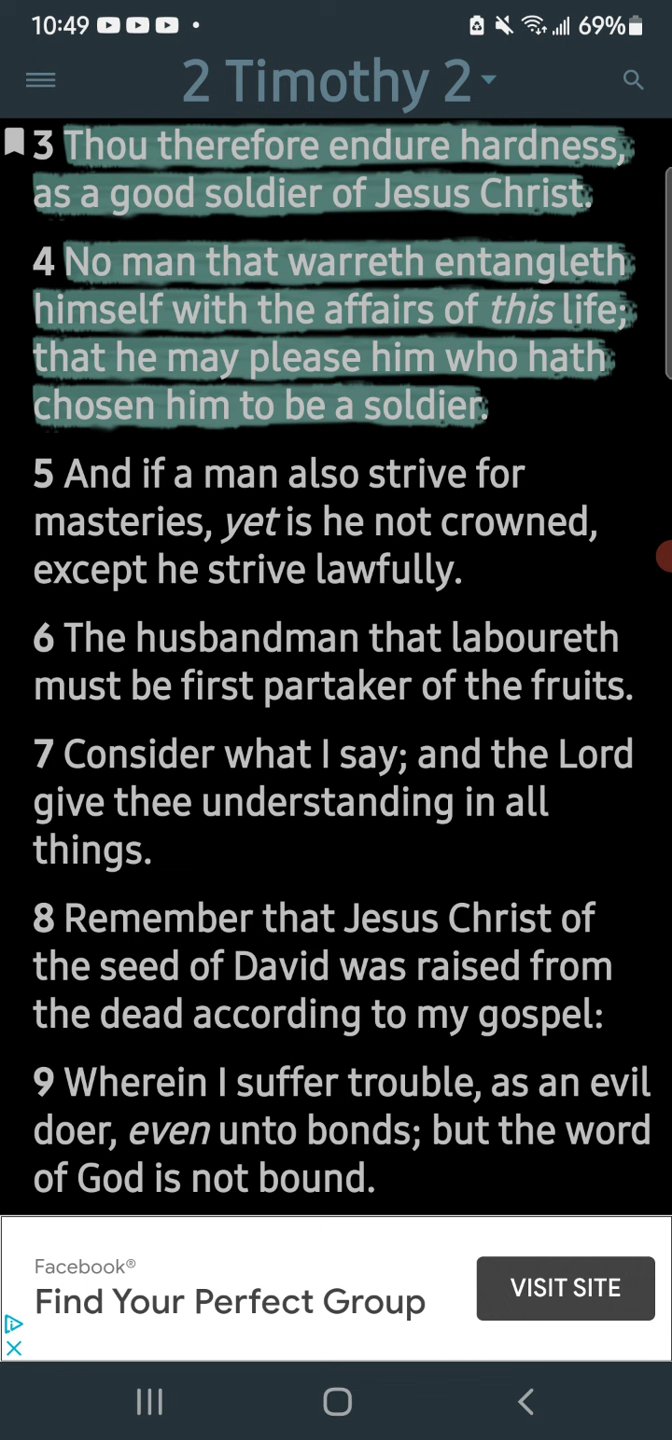 10:49
69%
2 Timothy 2
3 Thou therefore endure hardness,
as a good soldier of Jesus Christ.
4 No man that warreth entangleth
himself with the affairs of this life;
that he may please him who hath
chosen him to be a soldier.
5 And if a man also strive for
masteries, yet is he not crowned,
except he strive lawfully.
6 The husbandman that laboureth
must be first partaker of the fruits.
7 Consider what I say; and the Lord
give thee understanding in all
things.
8 Remember that Jesus Christ of
the seed of David was raised from
the dead according to my gospel:
9 Wherein I suffer trouble, as an evil
doer, even unto bonds; but the word
of God is not bound.
Facebook®
Find Your Perfect Group
VISIT SITE